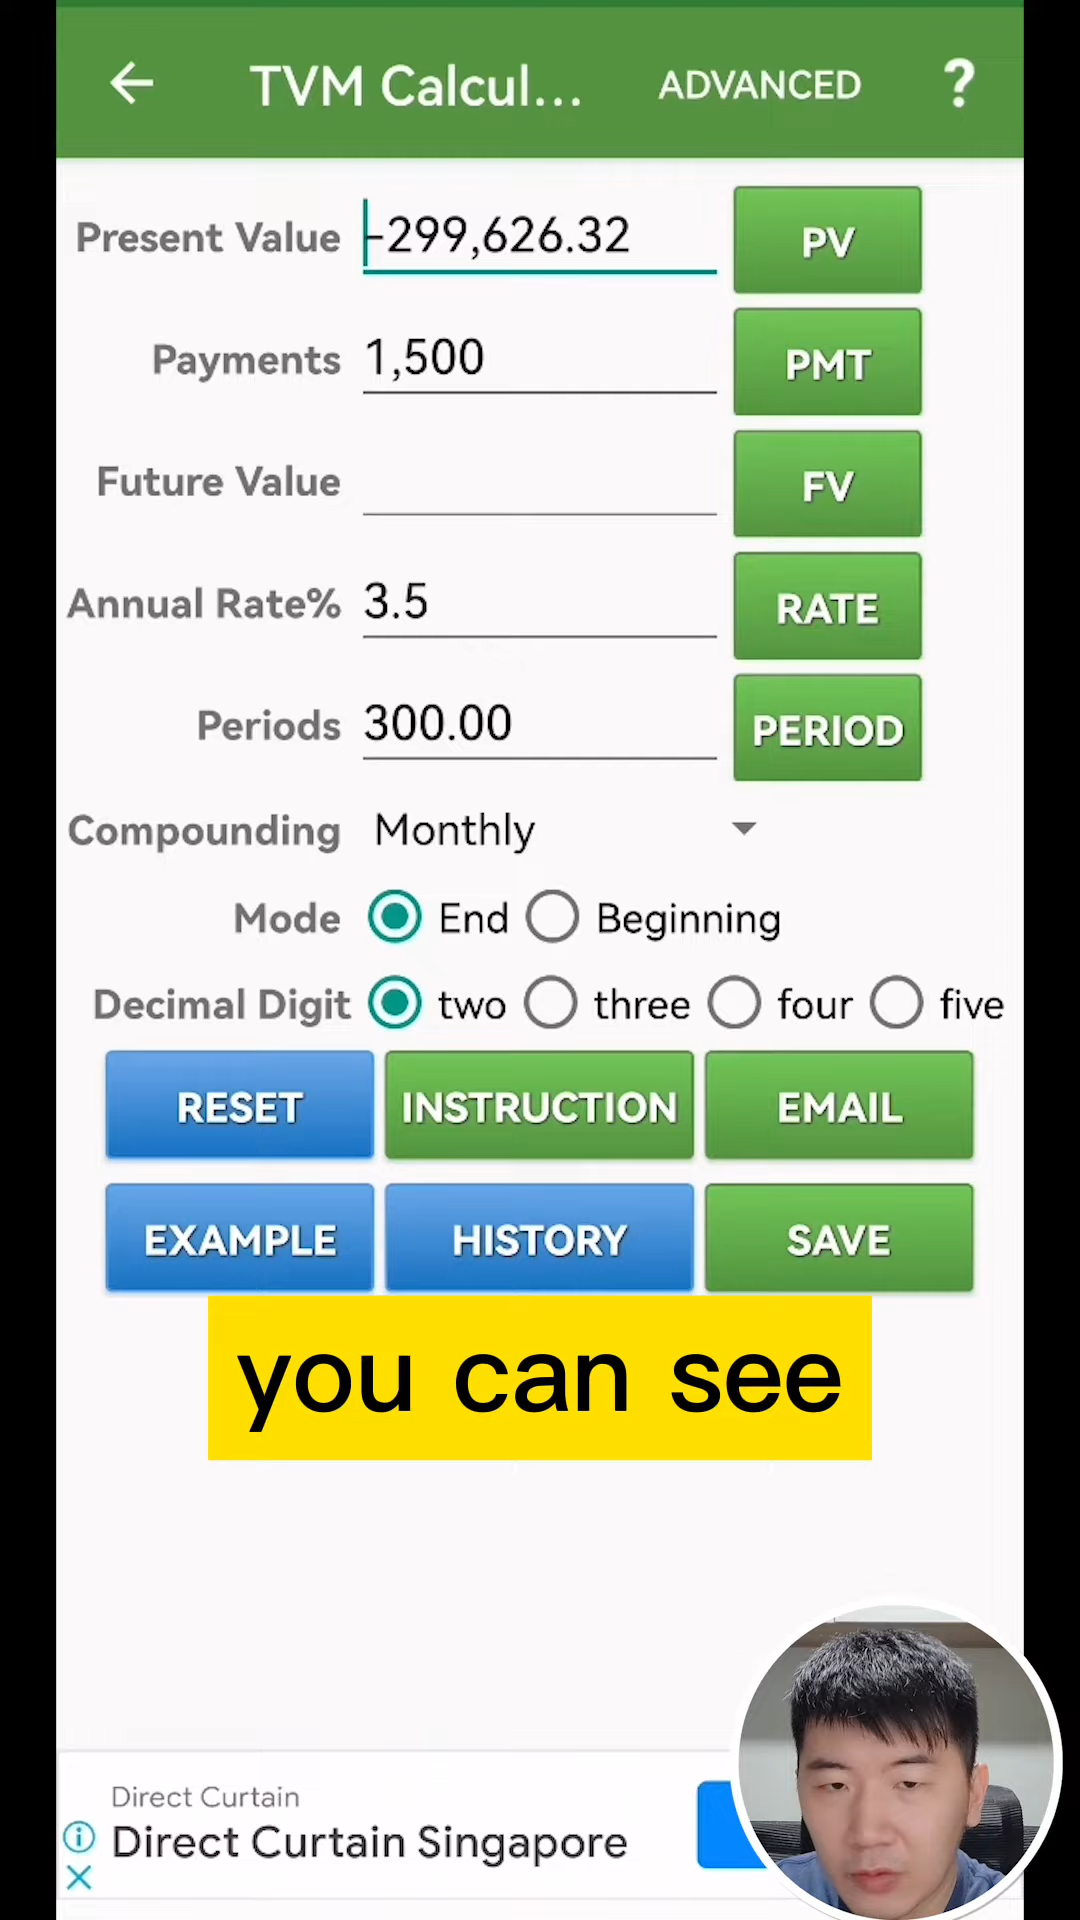 TVM Calcul... ADVANCED ?
Present Value -299,626.32 PV
Payments 1,500 PMT
Future Value FV
Annual Rate% 3.5 RATE
Periods 300.00 PERIOD
Compounding Monthly
Mode End Beginning
Decimal Digit two three four five
RESET INSTRUCTION EMAIL
EXAMPLE HISTORY SAVE
you can see
Direct Curtain
Direct Curtain Singapore